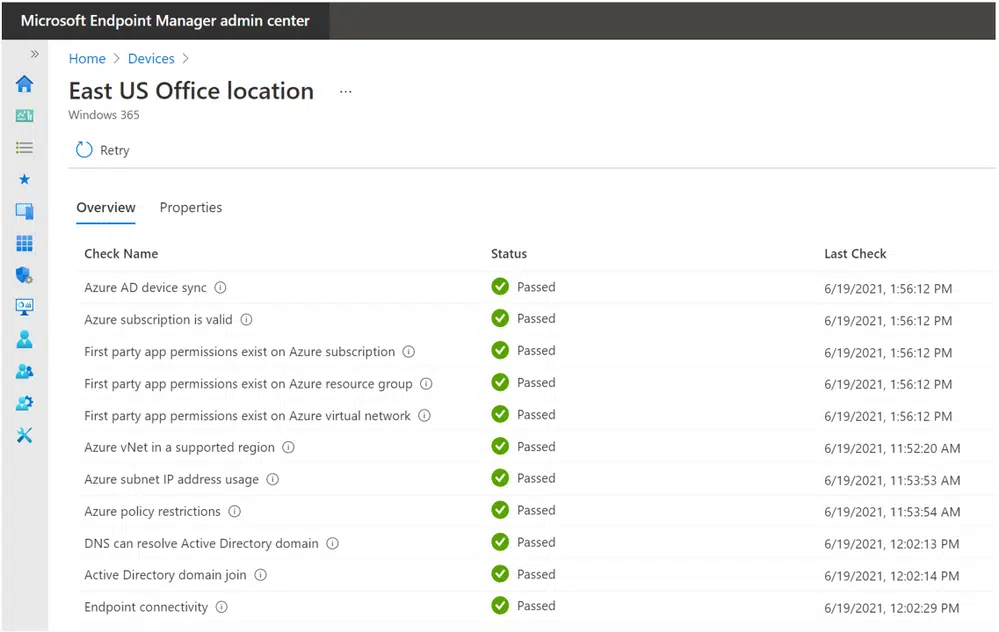 Microsoft Endpoint Manager admin center
Home > Devices >
East US Office location ...
Windows 365
Retry
Overview Properties
Check Name Status Last Check
Azure AD device sync Passed 6/19/2021, 1:56:12 PM
Azure subscription is valid Passed 6/19/2021, 1:56:12 PM
First party app permissions exist on Azure subscription Passed 6/19/2021, 1:56:12 PM
First party app permissions exist on Azure resource group Passed 6/19/2021, 1:56:12 PM
First party app permissions exist on Azure virtual network Passed 6/19/2021, 1:56:12 PM
Azure vNet in a supported region Passed 6/19/2021, 11:52:20 AM
Azure subnet IP address usage Passed 6/19/2021, 11:53:53 AM
Azure policy restrictions Passed 6/19/2021, 11:53:54 AM
DNS can resolve Active Directory domain Passed 6/19/2021, 12:02:13 PM
Active Directory domain join Passed 6/19/2021, 12:02:14 PM
Endpoint connectivity Passed 6/19/2021, 12:02:29 PM